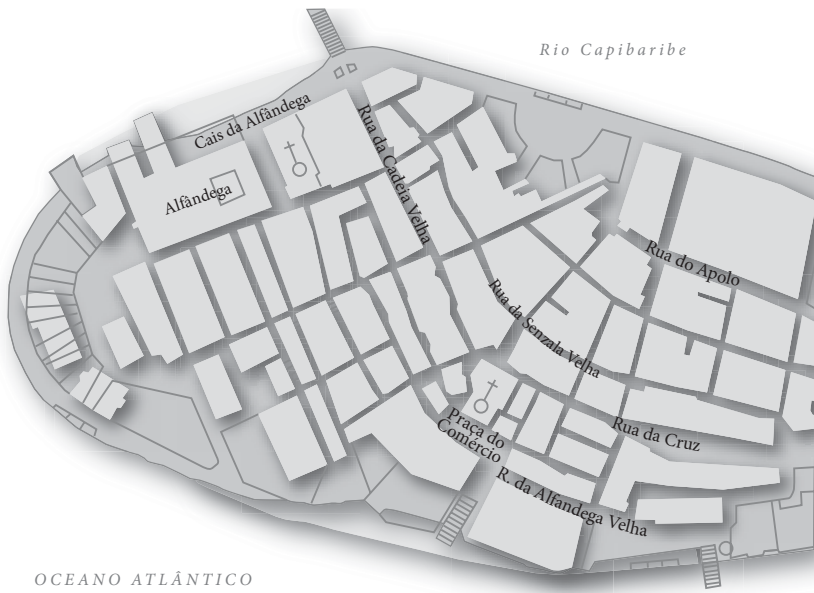 Rio Capibaribe
Cais da Alfândega
Rua da Cadeia Velha
Alfândega
Rua do Apolo
Rua da Senzala Velha
Praça do
Comércio
Rua da Cruz
R. da Alfandega Velha
OCEANO ATLÂNTICO